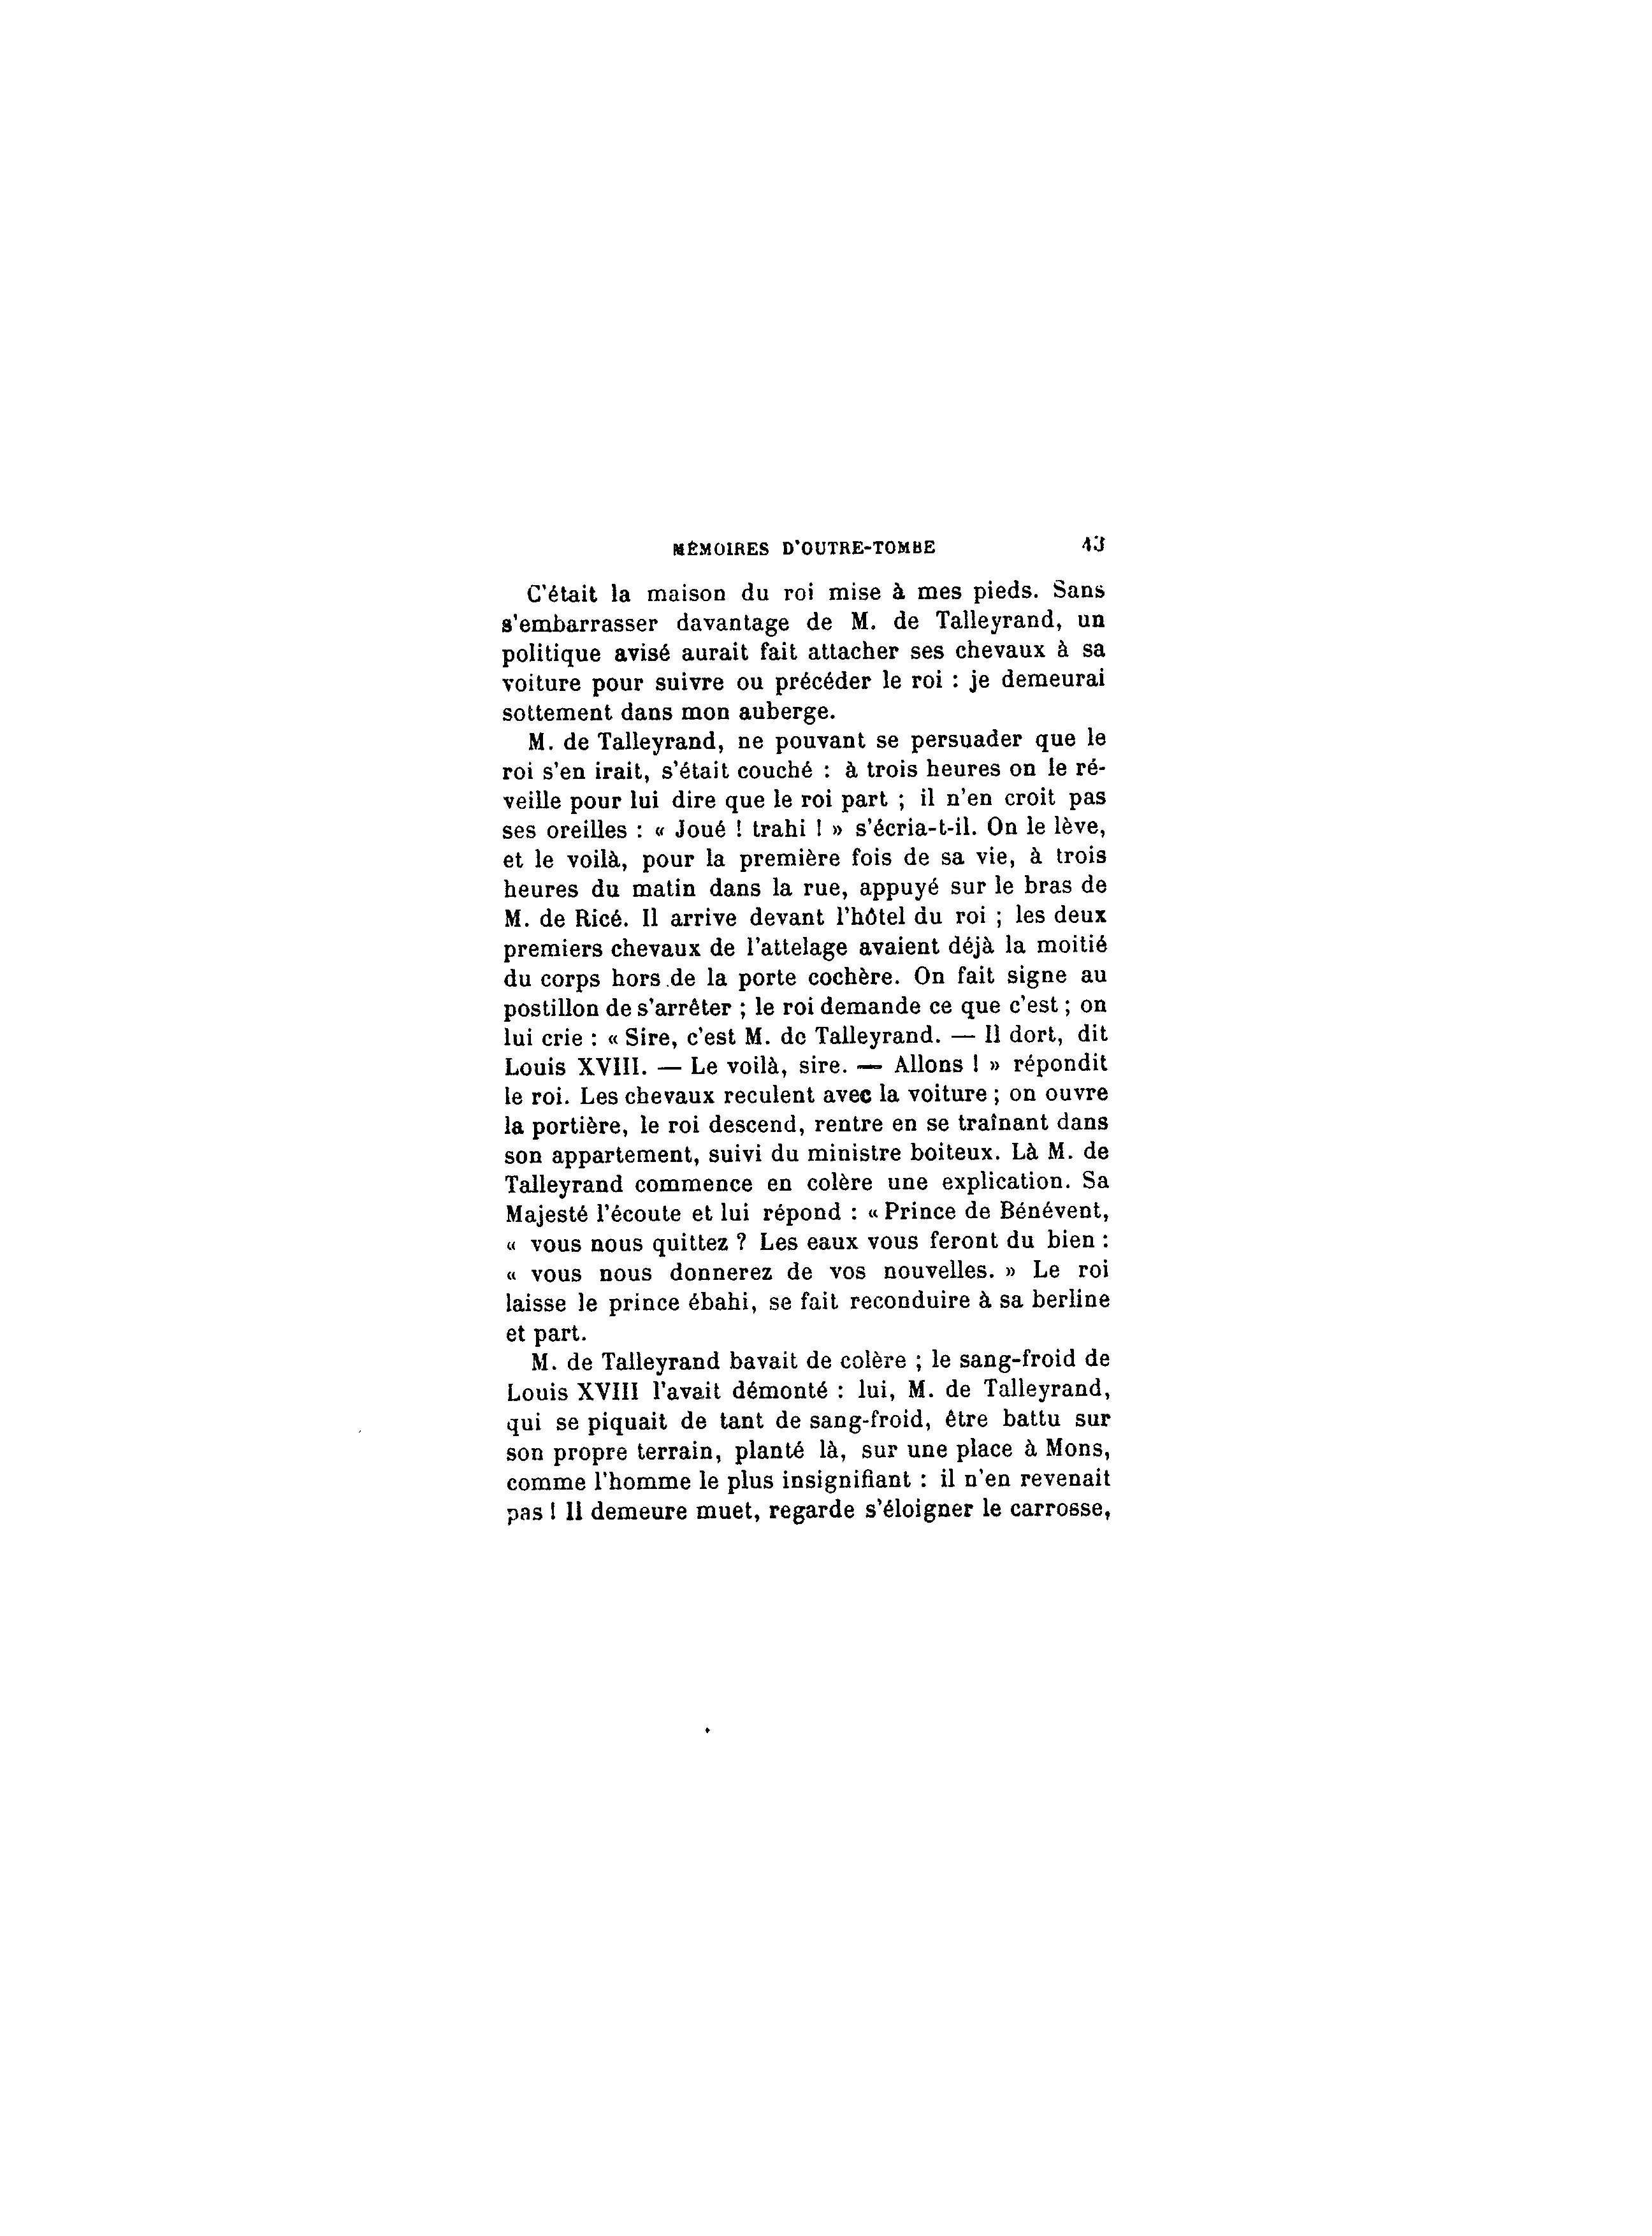 MÉMOIRES D'OUTRE-TOMBE 43
C'était la maison du roi mise à mes pieds. Sans
s'embarrasser davantage de M. de Talleyrand, un
politique avisé aurait fait attacher ses chevaux à sa
voiture pour suivre ou précéder le roi : je demeurai
sottement dans mon auberge.
M. de Talleyrand, ne pouvant se persuader que le
roi s'en irait, s'était couché : à trois heures on le ré-
veille pour lui dire que le roi part ; il n'en croit pas
ses oreilles : « Joué ! trahi ! » s'écria-t-il. On le lève,
et le voilà, pour la première fois de sa vie, à trois
heures du matin dans la rue, appuyé sur le bras de
M. de Ricé. Il arrive devant l'hôtel du roi ; les deux
premiers chevaux de l'attelage avaient déjà la moitié
du corps hors de la porte cochère. On fait signe au
postillon de s'arrêter ; le roi demande ce que c'est ; on
lui crie : « Sire, c'est M. de Talleyrand. — Il dort, dit
Louis XVIII. — Le voilà, sire. — Allons ! » répondit
le roi. Les chevaux reculent avec la voiture ; on ouvre
la portière, le roi descend, rentre en se traînant dans
son appartement, suivi du ministre boiteux. Là M. de
Talleyrand commence en colère une explication. Sa
Majesté l'écoute et lui répond : « Prince de Bénévent,
« vous nous quittez ? Les eaux vous feront du bien :
« vous nous donnerez de vos nouvelles. » Le roi
laisse le prince ébahi, se fait reconduire à sa berline
et part.
M. de Talleyrand bavait de colère ; le sang-froid de
Louis XVIII l'avait démonté : lui, M. de Talleyrand,
qui se piquait de tant de sang-froid, être battu sur
son propre terrain, planté là, sur une place à Mons,
comme l'homme le plus insignifiant : il n'en revenait
pas ! Il demeure muet, regarde s'éloigner le carrosse,